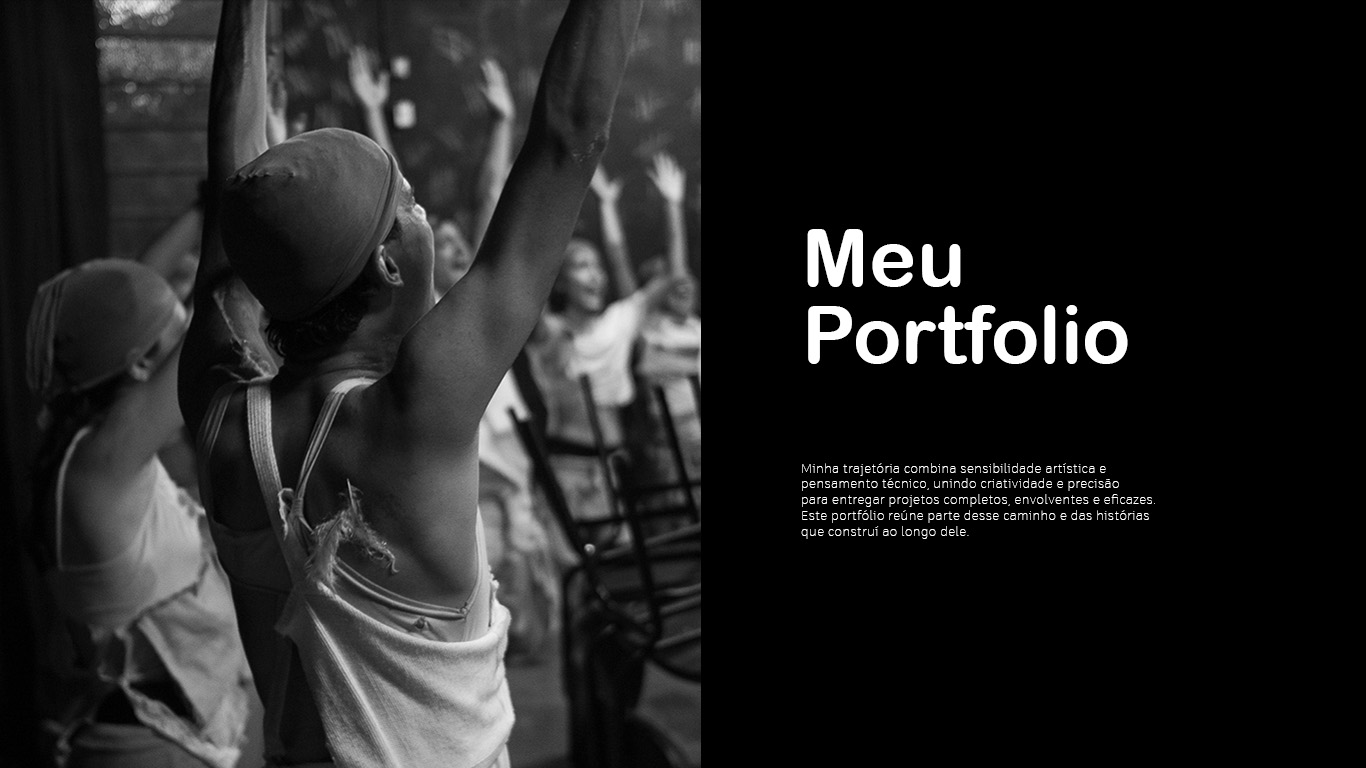 Meu
Portfolio
Minha trajetória combina sensibilidade artística e
pensamento técnico, unindo criatividade e precisão
para entregar projetos completos, envolventes e eficazes.
Este portfólio reúne parte desse caminho e das histórias
que construí ao longo dele.